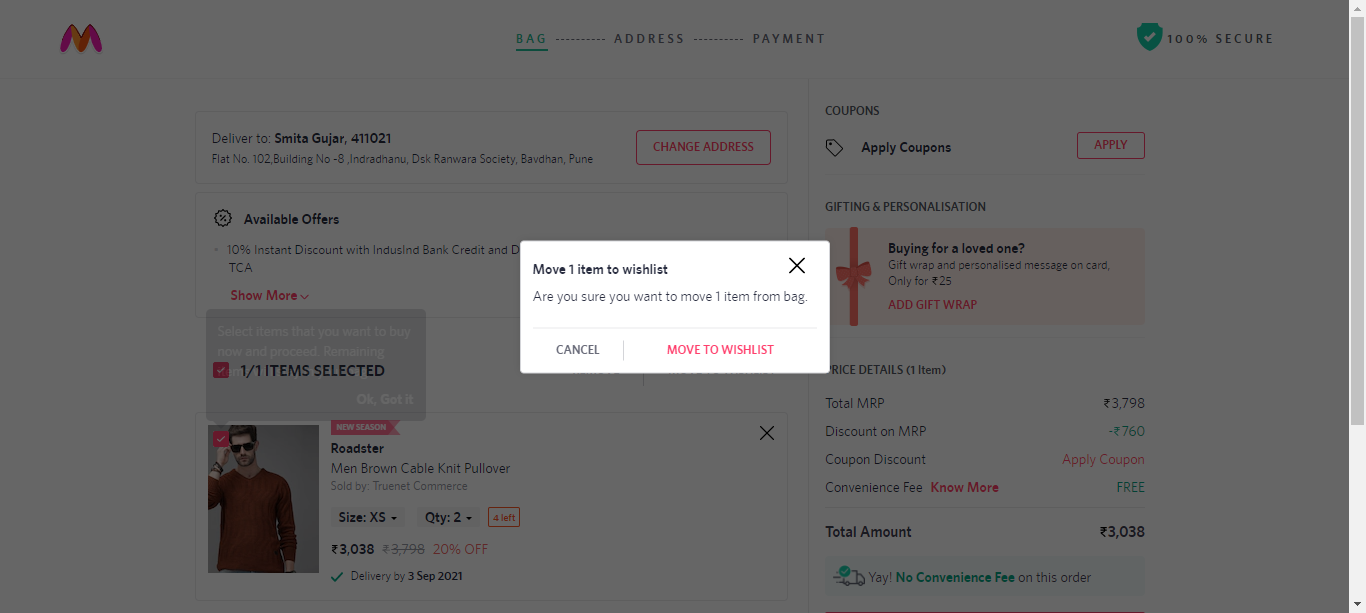 BAG ---------- ADDRESS ---------- PAYMENT
100% SECURE
Deliver to: Smita Gujar, 411021
Flat No. 102,Building No -8 ,Indradhanu, Dsk Ranwara Society, Bavdhan, Pune
CHANGE ADDRESS
Available Offers
10% Instant Discount with IndusInd Bank Credit and D
TCA
Show More
Select items that you want to buy
now and proceed. Remaining
1/1 ITEMS SELECTED
Ok, Got it
Move 1 item to wishlist
Are you sure you want to move 1 item from bag.
CANCEL
MOVE TO WISHLIST
NEW SEASON
Roadster
Men Brown Cable Knit Pullover
Sold by: Truenet Commerce
Size: XS Qty: 2 4 left
₹3,038 ₹3,798 20% OFF
Delivery by 3 Sep 2021
COUPONS
Apply Coupons
APPLY
GIFTING & PERSONALISATION
Buying for a loved one?
Gift wrap and personalised message on card,
Only for ₹25
ADD GIFT WRAP
PRICE DETAILS (1 Item)
Total MRP ₹3,798
Discount on MRP -₹760
Coupon Discount Apply Coupon
Convenience Fee Know More FREE
Total Amount ₹3,038
Yay! No Convenience Fee on this order